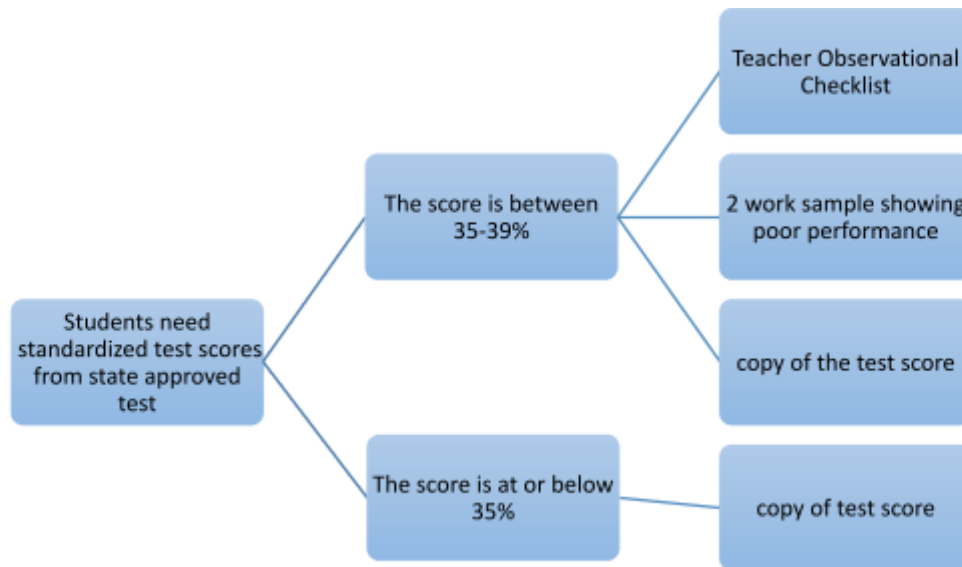 Students need
standardized test scores
from state approved
test
The score is between
35-39%
Teacher Observational
Checklist
2 work sample showing
poor performance
copy of the test score
The score is at or below
35%
copy of test score